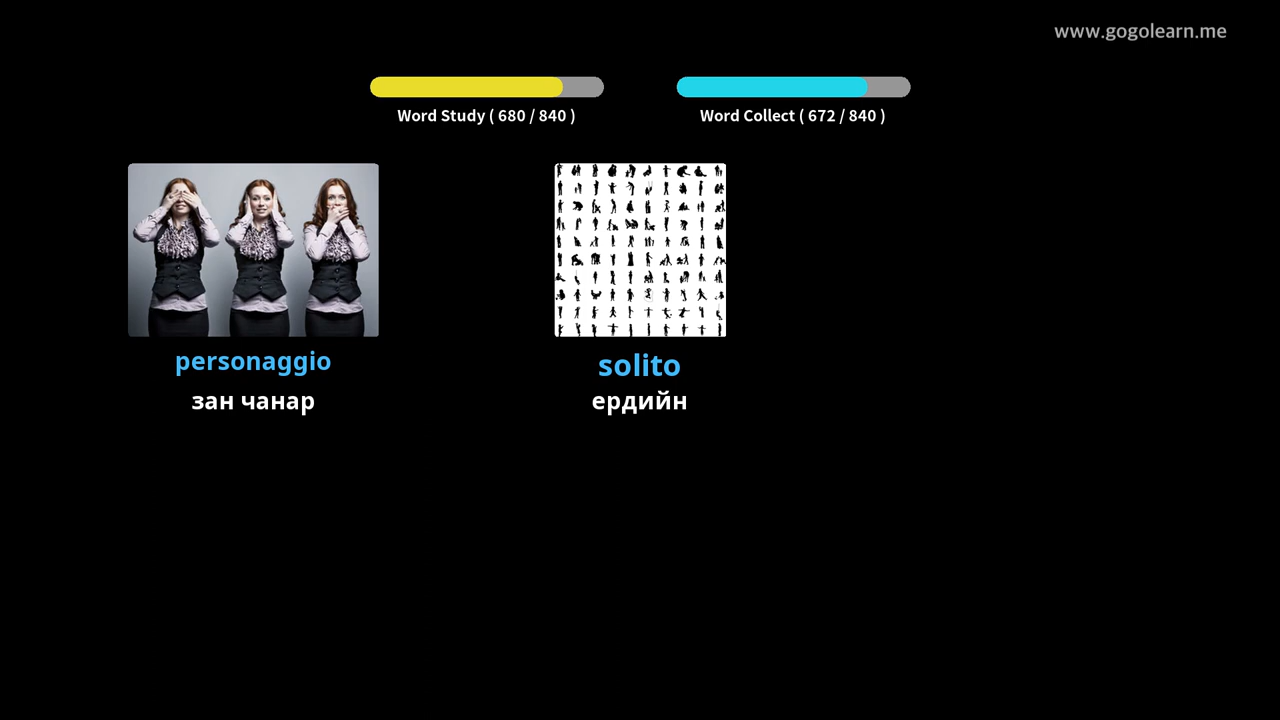 www.gogolearn.me
Word Study ( 680 / 840 )
Word Collect ( 672 / 840 )
personaggio
зан чанар
solito
ердийн